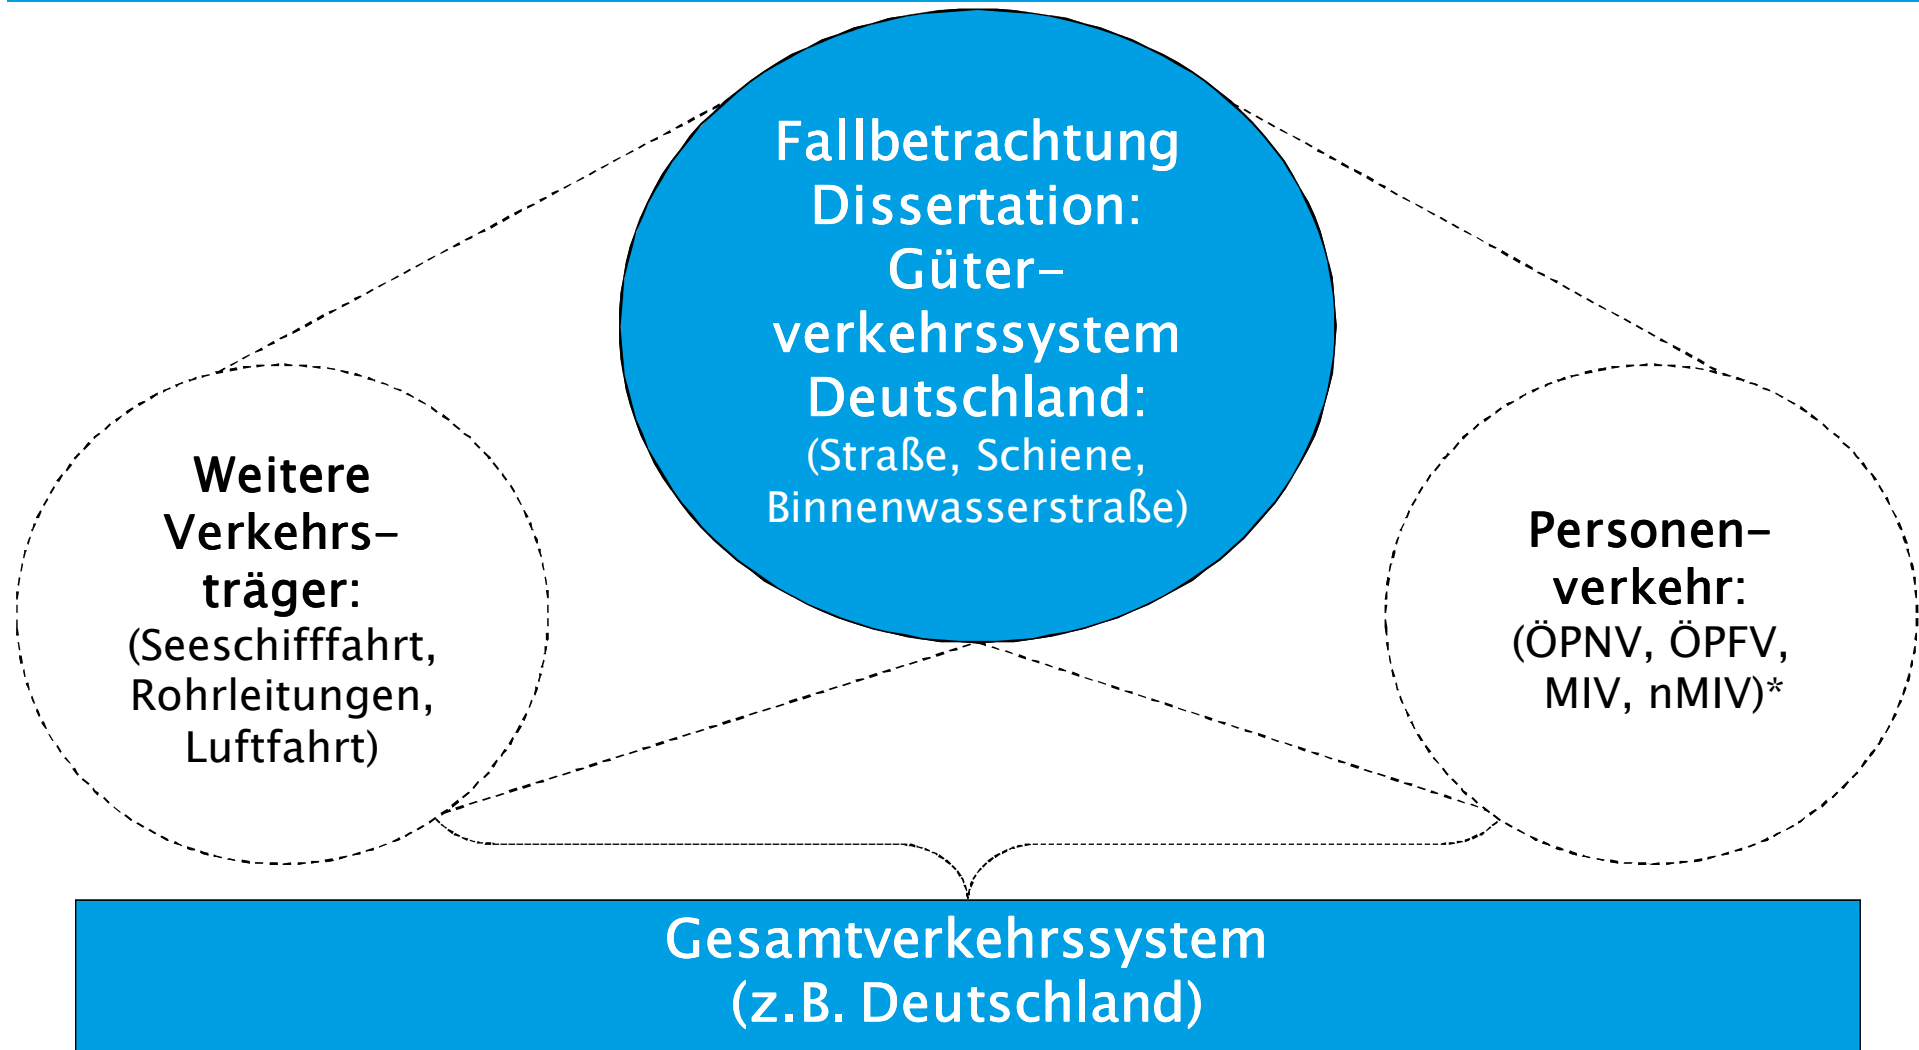 Fallbetrachtung
Dissertation:
Güter-
verkehrssystem
Deutschland:
(Straße, Schiene,
Binnenwasserstraße)
Weitere
Verkehrs-
träger:
(Seeschifffahrt,
Rohrleitungen,
Luftfahrt)
Personen-
verkehr:
(ÖPNV, ÖPFV,
MIV, nMIV)*
Gesamtverkehrssystem
(z.B. Deutschland)